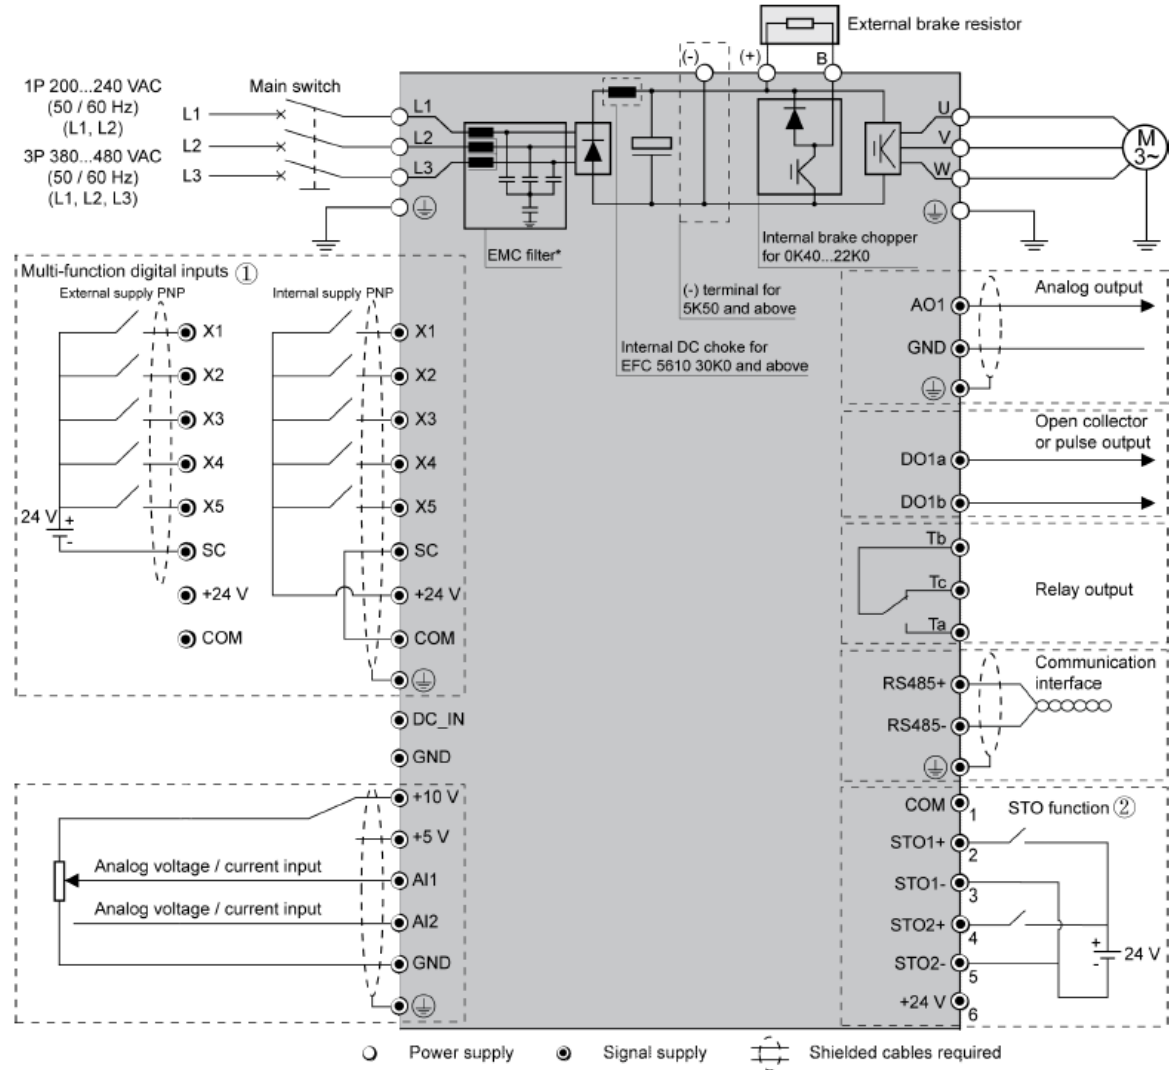 External brake resistor
(-)
(+)
B
1P 200...240 VAC
(50 / 60 Hz)
(L1, L2)
3P 380...480 VAC
(50 / 60 Hz)
(L1, L2, L3)
Main switch
L1
L2
L3
L1
L2
L3
U
V
W
M
3~
EMC filter*
Internal brake chopper
for 0K40...22K0
(-) terminal for
5K50 and above
Internal DC choke for
EFC 5610 30K0 and above
Multi-function digital inputs ①
External supply PNP
Internal supply PNP
X1
X2
X3
X4
X5
24 V
+
-
SC
+24 V
COM
X1
X2
X3
X4
X5
SC
+24 V
COM
DC_IN
GND
+10 V
+5 V
Analog voltage / current input
AI1
Analog voltage / current input
AI2
GND
AO1
Analog output
GND
Open collector
or pulse output
DO1a
DO1b
Tb
Tc
Relay output
Ta
Communication
interface
RS485+
RS485-
COM
1
STO function ②
STO1+
2
STO1-
3
STO2+
4
STO2-
5
+24 V
6
+
-
24 V
Power supply
Signal supply
Shielded cables required